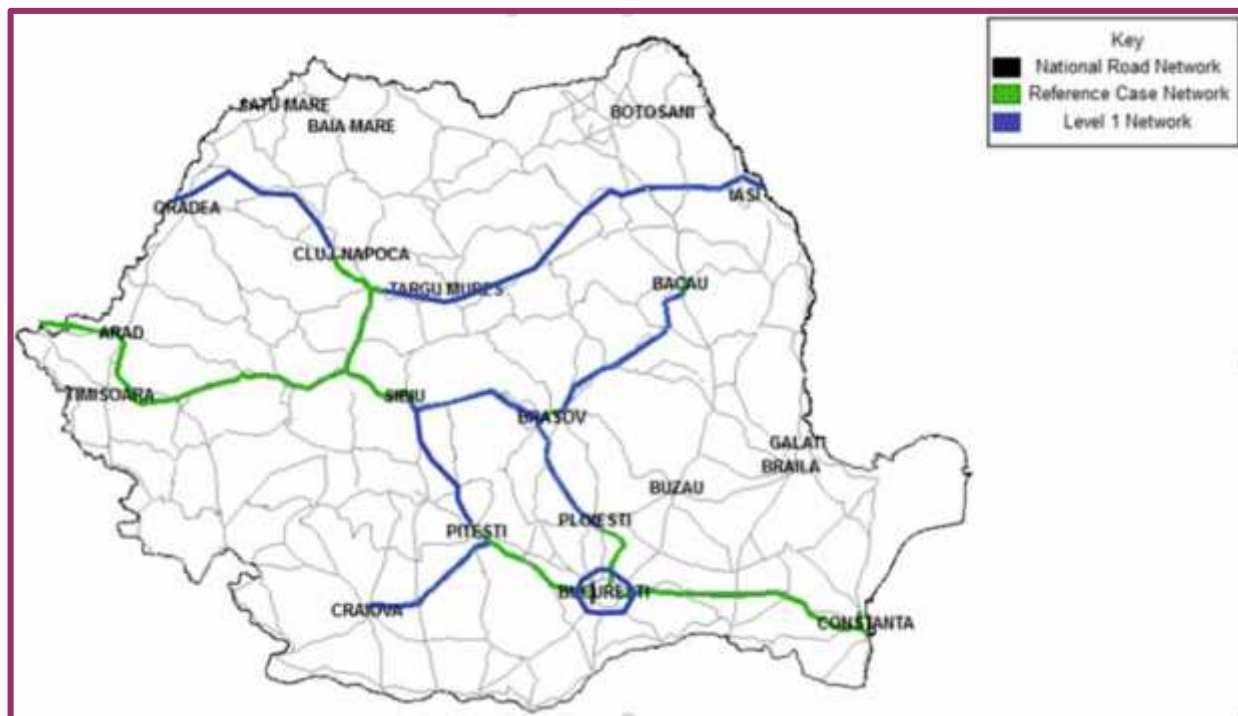 Key
National Road Network
Reference Case Network
Level 1 Network
SATU MARE
BAIA MARE
BOTOSANI
ORADEA
IASI
CLUJ-NAPOCA
TARGU MURES
BACAU
ARAD
TIMISOARA
SIBIU
BRASOV
GALATI
BRAILA
BUZAU
PLOIESTI
PITESTI
BUCURESTI
CRAIOVA
CONSTANTA